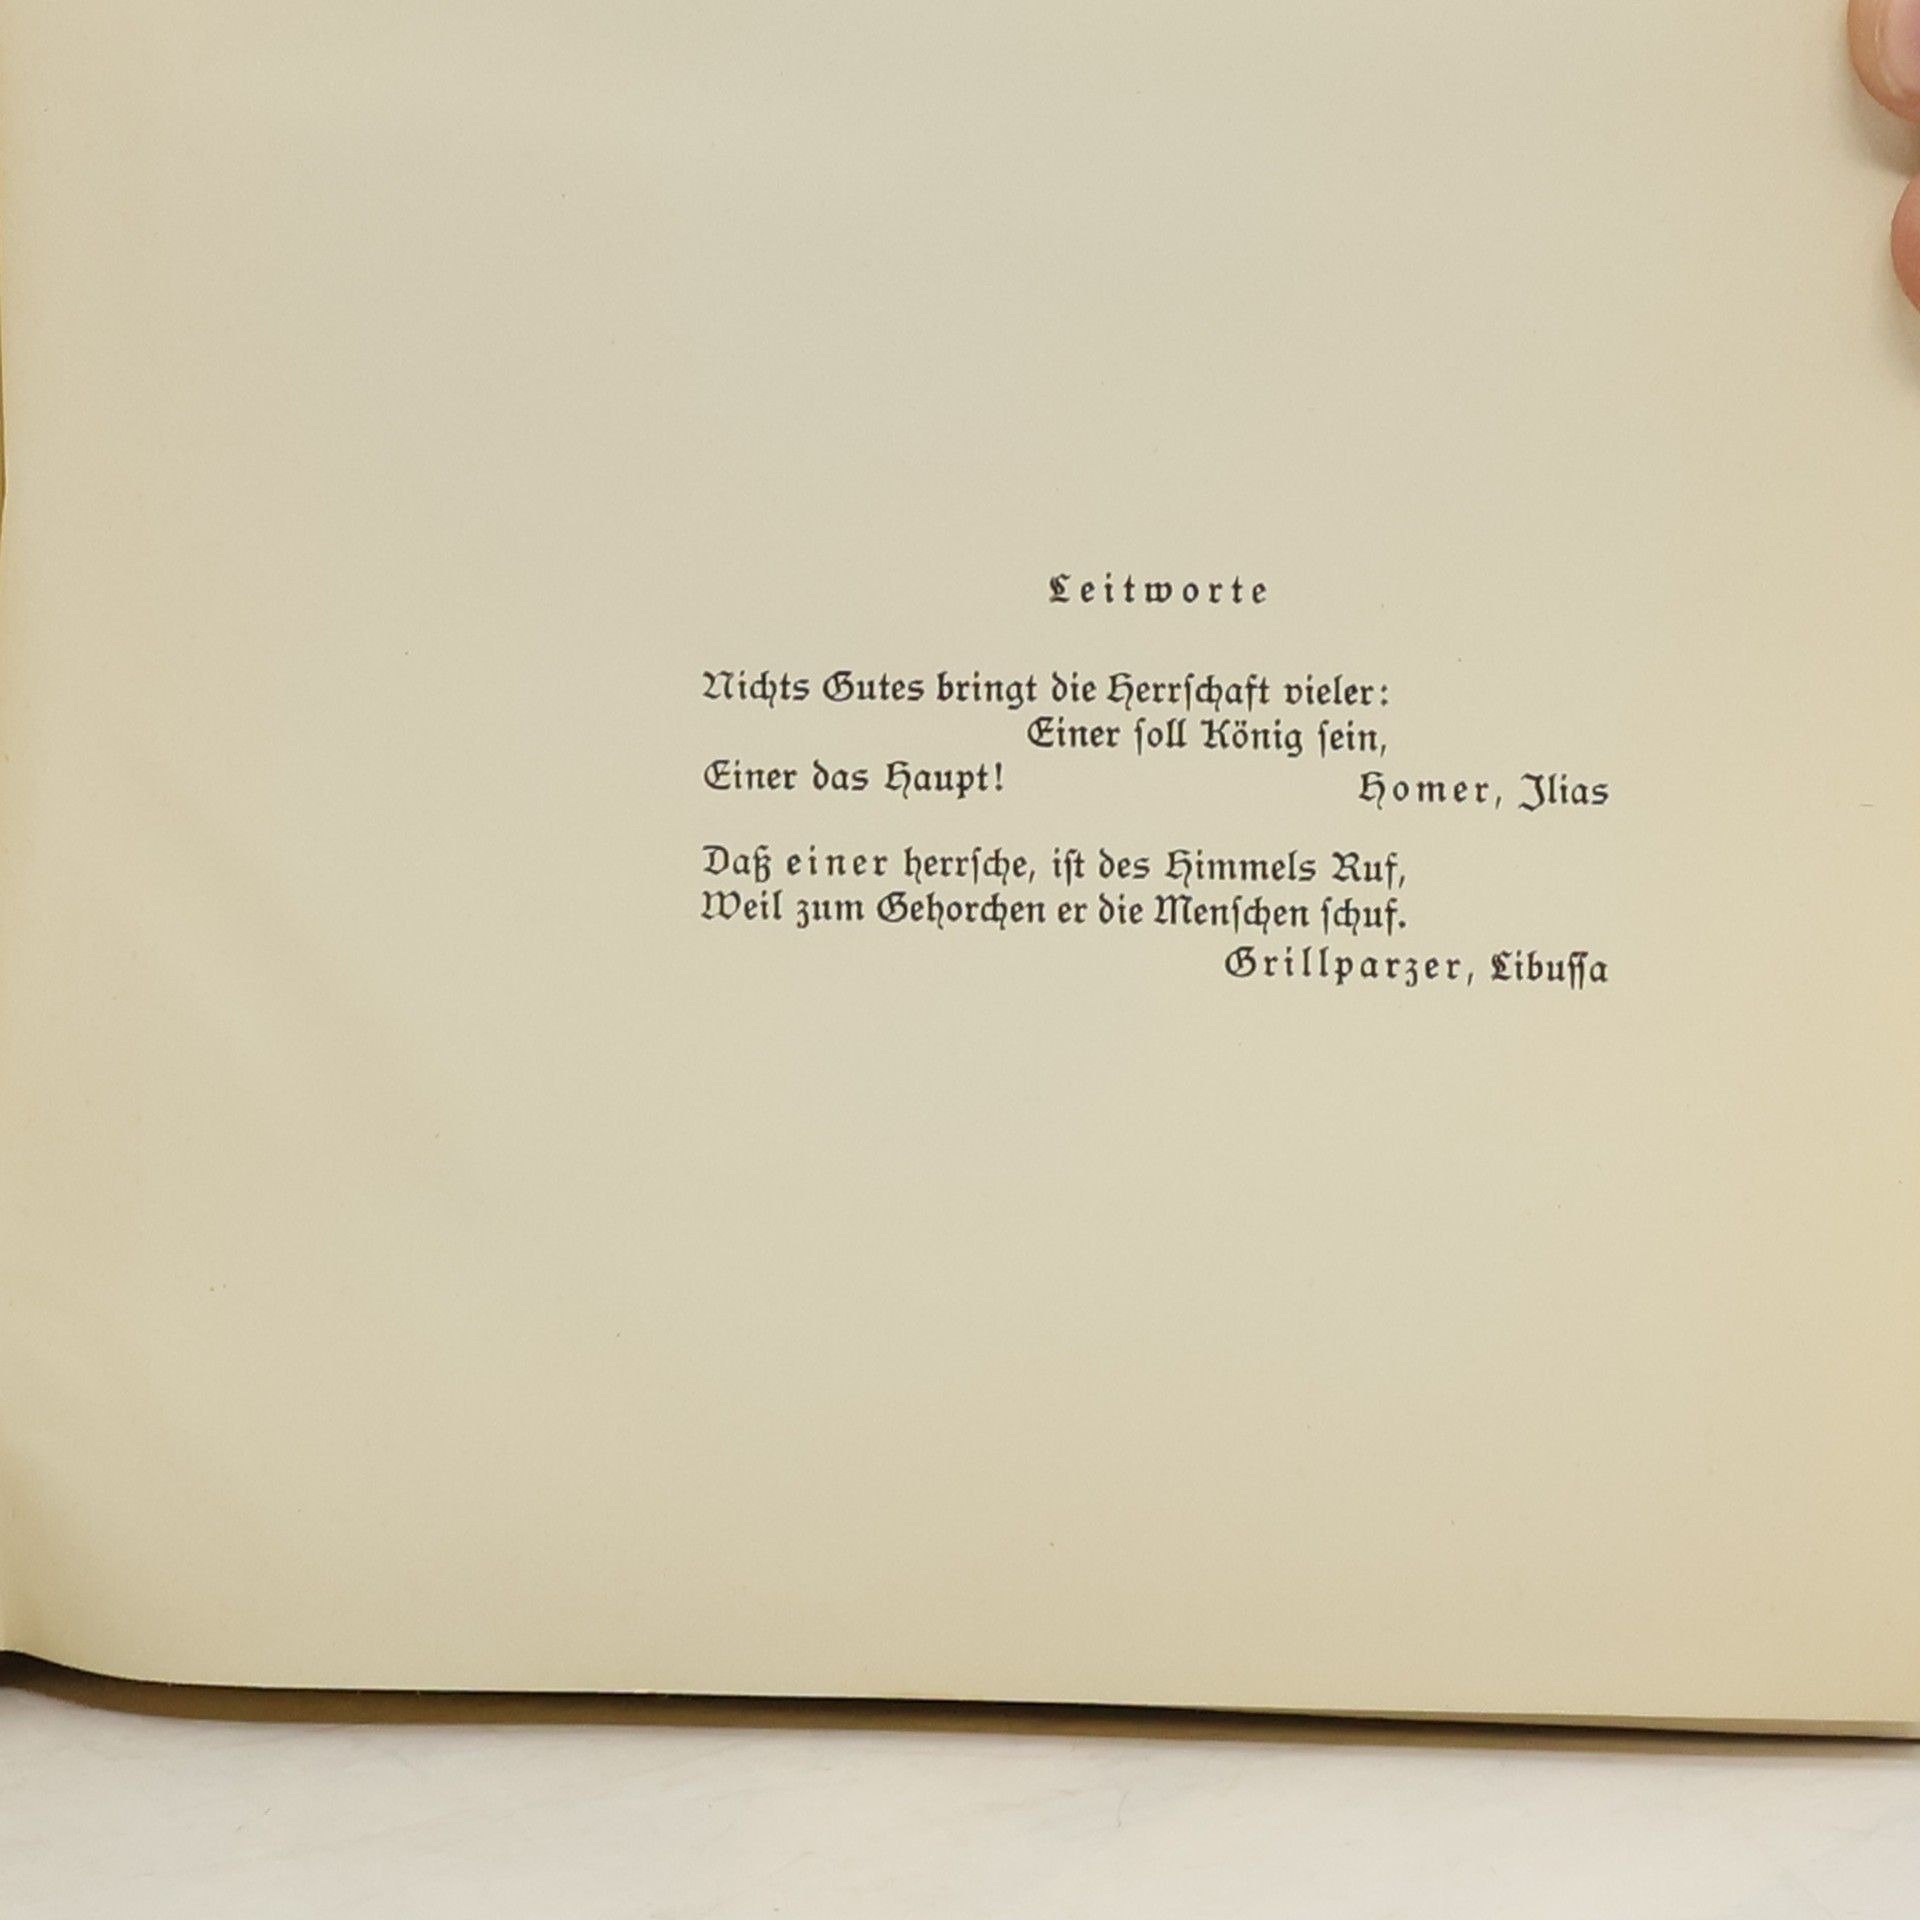 Leitworte
Nichts Gutes bringt die Herrſchaft vieler:
Einer ſoll König ſein,
Einer das Haupt!
Homer, Ilias
Daß einer herrſche, iſt des Himmels Ruf,
Weil zum Gehorchen er die Menſchen ſchuf.
Grillparzer, Libuſſa